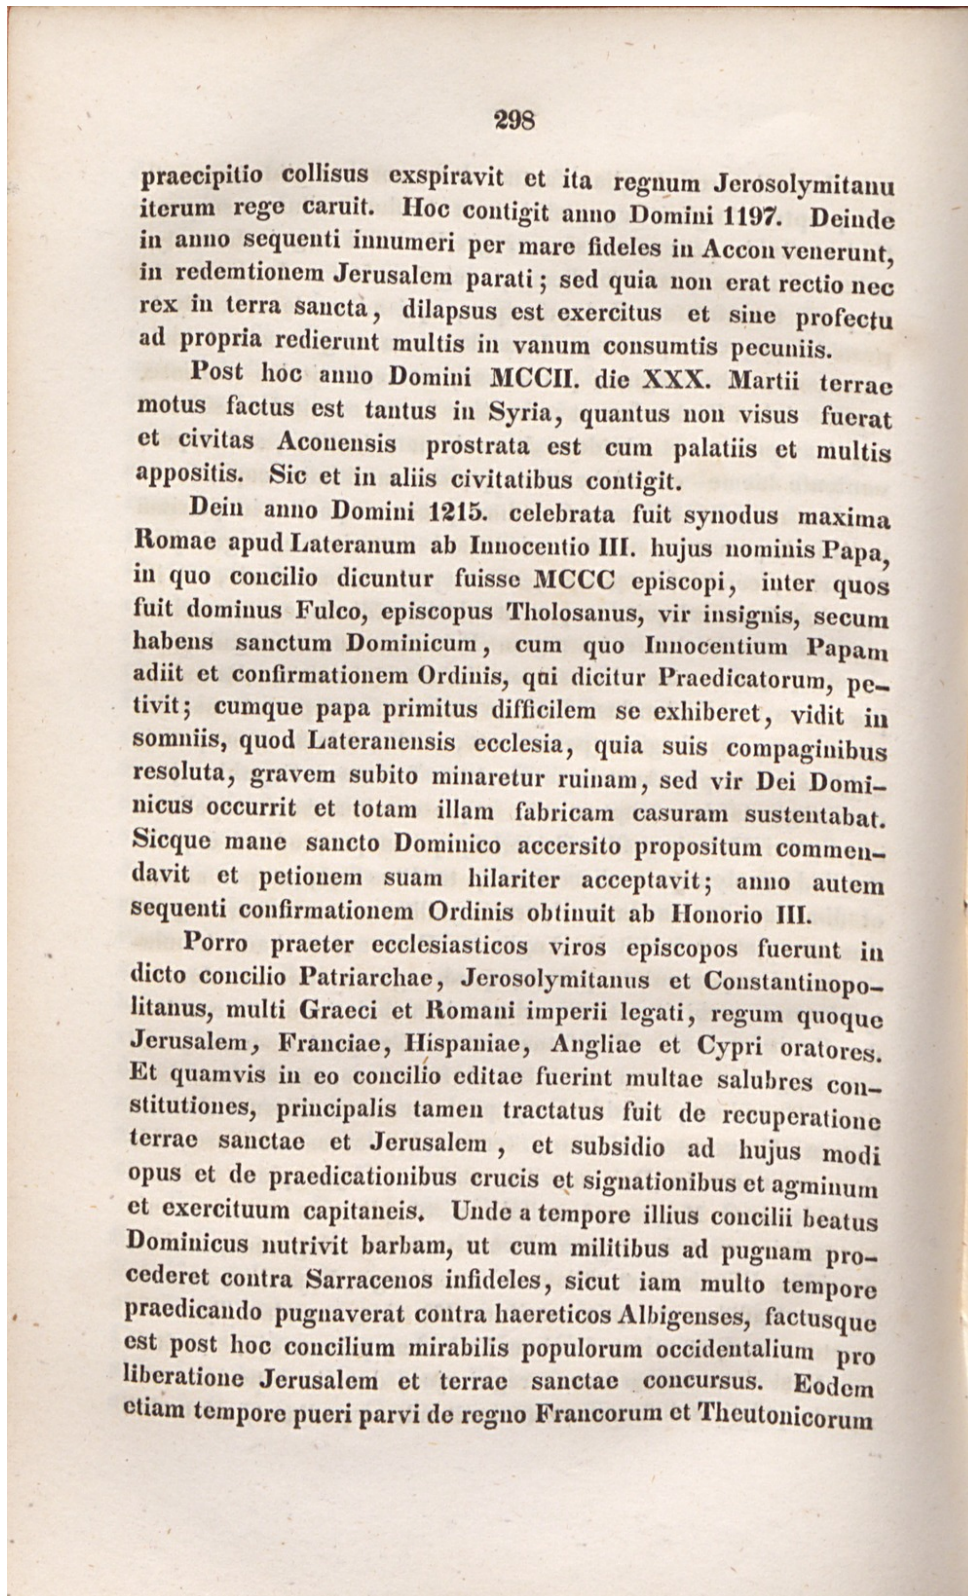 298
praecipitio collisus exspiravit et ita regnum Jerosolymitanu
iterum rege caruit. Hoc contigit anno Domini 1197. Deinde
in anno sequenti innumeri per mare fideles in Accon venerunt,
in redemtionem Jerusalem parati; sed quia non erat rectio nec
rex in terra sancta, dilapsus est exercitus et sine profectu
ad propria redierunt multis in vanum consumtis pecuniis.
Post hoc anno Domini MCCII. die XXX. Martii terrae
motus factus est tantus in Syria, quantus non visus fuerat
et civitas Aconensis prostrata est cum palatiis et multis
appositis. Sic et in aliis civitatibus contigit.
Dein anno Domini 1215. celebrata fuit synodus maxima
Romae apud Lateranum ab Innocentio III. hujus nominis Papa,
in quo concilio dicuntur fuisse MCCC episcopi, inter quos
fuit dominus Fulco, episcopus Tholosanus, vir insignis, secum
habens sanctum Dominicum, cum quo Innocentium Papam
adiit et confirmationem Ordinis, qui dicitur Praedicatorum, pe-
tivit; cumque papa primitus difficilem se exhiberet, vidit in
somniis, quod Lateranensis ecclesia, quia suis compaginibus
resoluta, gravem subito minaretur ruinam, sed vir Dei Domi-
nicus occurrit et totam illam fabricam casuram sustentabat.
Sicque mane sancto Dominico accersito propositum commen-
davit et petionem suam hilariter acceptavit; anno autem
sequenti confirmationem Ordinis obtinuit ab Honorio III.
Porro praeter ecclesiasticos viros episcopos fuerunt in
dicto concilio Patriarchae, Jerosolymitanus et Constantinopo-
litanus, multi Graeci et Romani imperii legati, regum quoque
Jerusalem, Franciae, Hispaniae, Angliae et Cypri oratores.
Et quamvis in eo concilio editae fuerint multae salubres con-
stitutiones, principalis tamen tractatus fuit de recuperatione
terrae sanctae et Jerusalem , et subsidio ad hujus modi
opus et de praedicationibus crucis et signationibus et agminum
et exercituum capitaneis. Unde a tempore illius concilii beatus
Dominicus nutrivit barbam, ut cum militibus ad pugnam pro-
cederet contra Sarracenos infideles, sicut iam multo tempore
praedicando pugnaverat contra haereticos Albigenses, factusque
est post hoc concilium mirabilis populorum occidentalium pro
liberatione Jerusalem et terrae sanctae concursus. Eodem
etiam tempore pueri parvi de regno Francorum et Theutonicorum